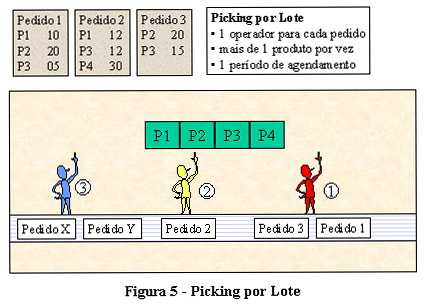 Pedido 1
P1 10
P2 20
P3 05
Pedido 2
P1 12
P3 12
P4 30
Pedido 3
P2 20
P3 15
Picking por Lote
• 1 operador para cada pedido
• mais de 1 produto por vez
• 1 período de agendamento
P1 P2 P3 P4
3 2 1
Pedido X Pedido Y Pedido 2 Pedido 3 Pedido 1
Figura 5 - Picking por Lote